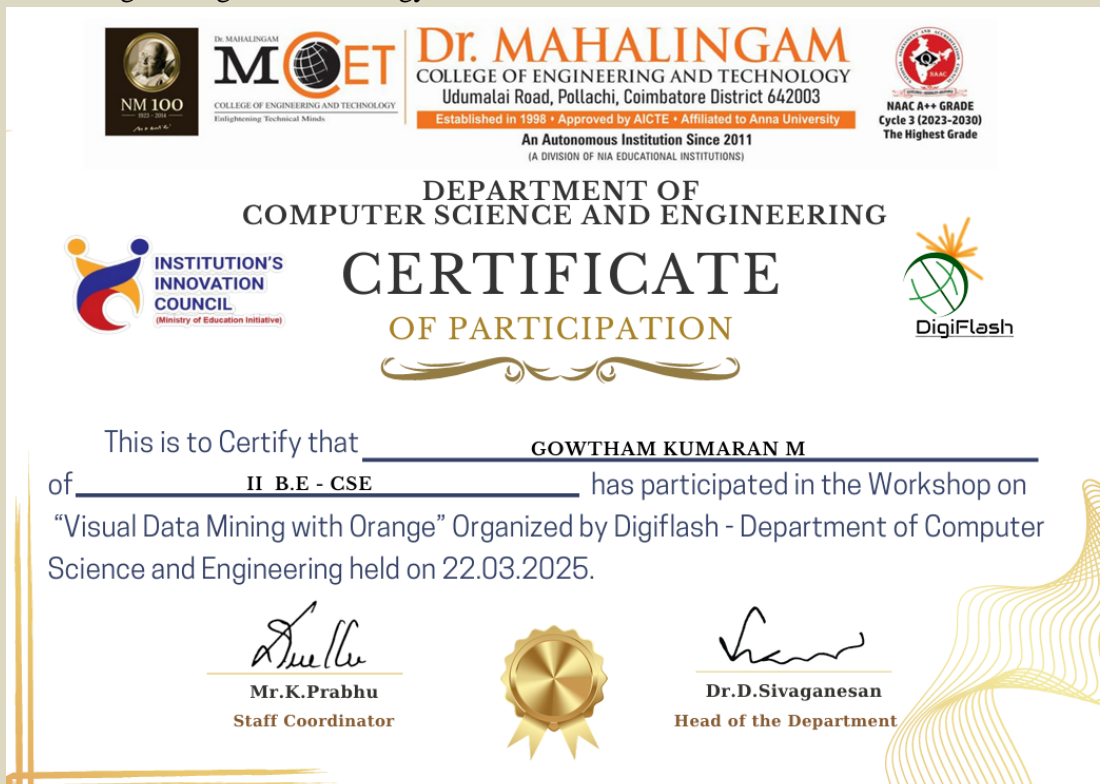 NM 100
1923 - 2014
Dr. MAHALINGAM
MCET
COLLEGE OF ENGINEERING AND TECHNOLOGY
Enlightening Technical Minds
Dr. MAHALINGAM
COLLEGE OF ENGINEERING AND TECHNOLOGY
Udumalai Road, Pollachi, Coimbatore District 642003
Established in 1998 • Approved by AICTE • Affiliated to Anna University
An Autonomous Institution Since 2011
(A DIVISION OF NIA EDUCATIONAL INSTITUTIONS)
NAAC
NAAC A++ GRADE
Cycle 3 (2023-2030)
The Highest Grade
DEPARTMENT OF
COMPUTER SCIENCE AND ENGINEERING
INSTITUTION'S
INNOVATION
COUNCIL
(Ministry of Education Initiative)
CERTIFICATE
OF PARTICIPATION
DigiFlash
This is to Certify that GOWTHAM KUMARAN M
of II B.E - CSE has participated in the Workshop on
“Visual Data Mining with Orange” Organized by Digiflash - Department of Computer
Science and Engineering held on 22.03.2025.
Mr.K.Prabhu
Staff Coordinator
Dr.D.Sivaganesan
Head of the Department